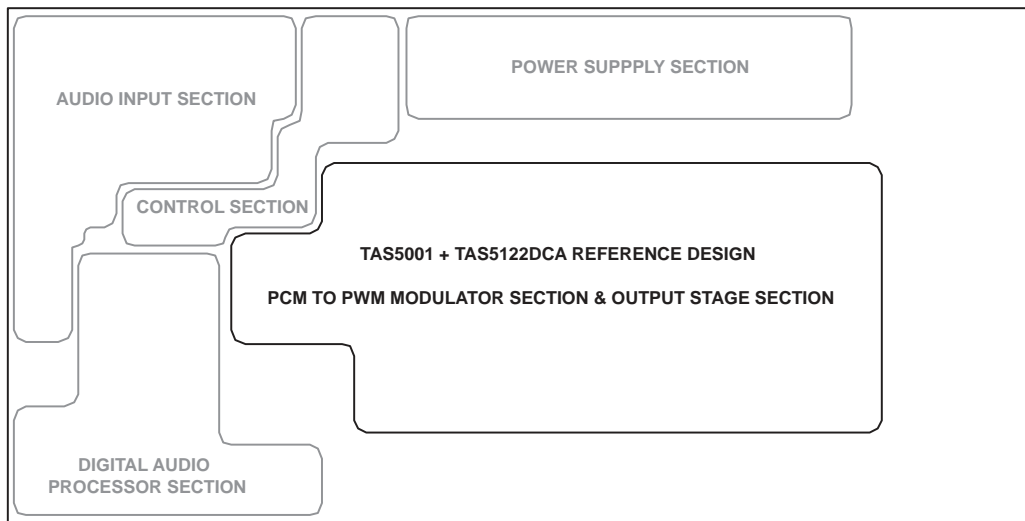 POWER SUPPPLY SECTION
AUDIO INPUT SECTION
CONTROL SECTION
TAS5001 + TAS5122DCA REFERENCE DESIGN
PCM TO PWM MODULATOR SECTION & OUTPUT STAGE SECTION
DIGITAL AUDIO
PROCESSOR SECTION